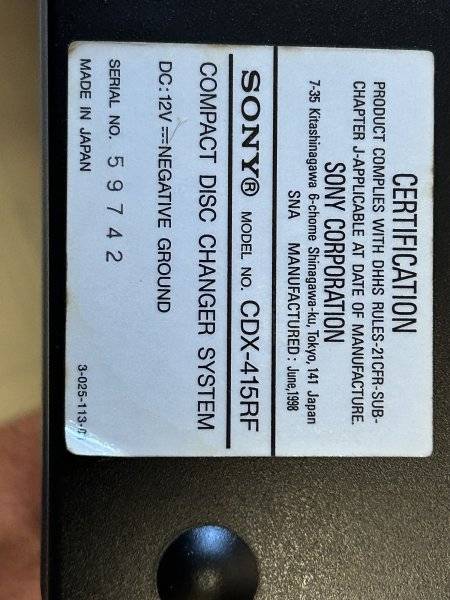 CERTIFICATION
PRODUCT COMPLIES WITH DHHS RULES-21CFR-SUB-
CHAPTER J-APPLICABLE AT DATE OF MANUFACTURE.
SONY CORPORATION
7-35 Kitashinagawa 6-chome Shinagawa-ku, Tokyo, 141 Japan
SNA MANUFACTURED: June,1998
SONY® MODEL NO. CDX-415RF
COMPACT DISC CHANGER SYSTEM
DC:12V⎓NEGATIVE GROUND
SERIAL NO. 59742
MADE IN JAPAN
3-025-113-